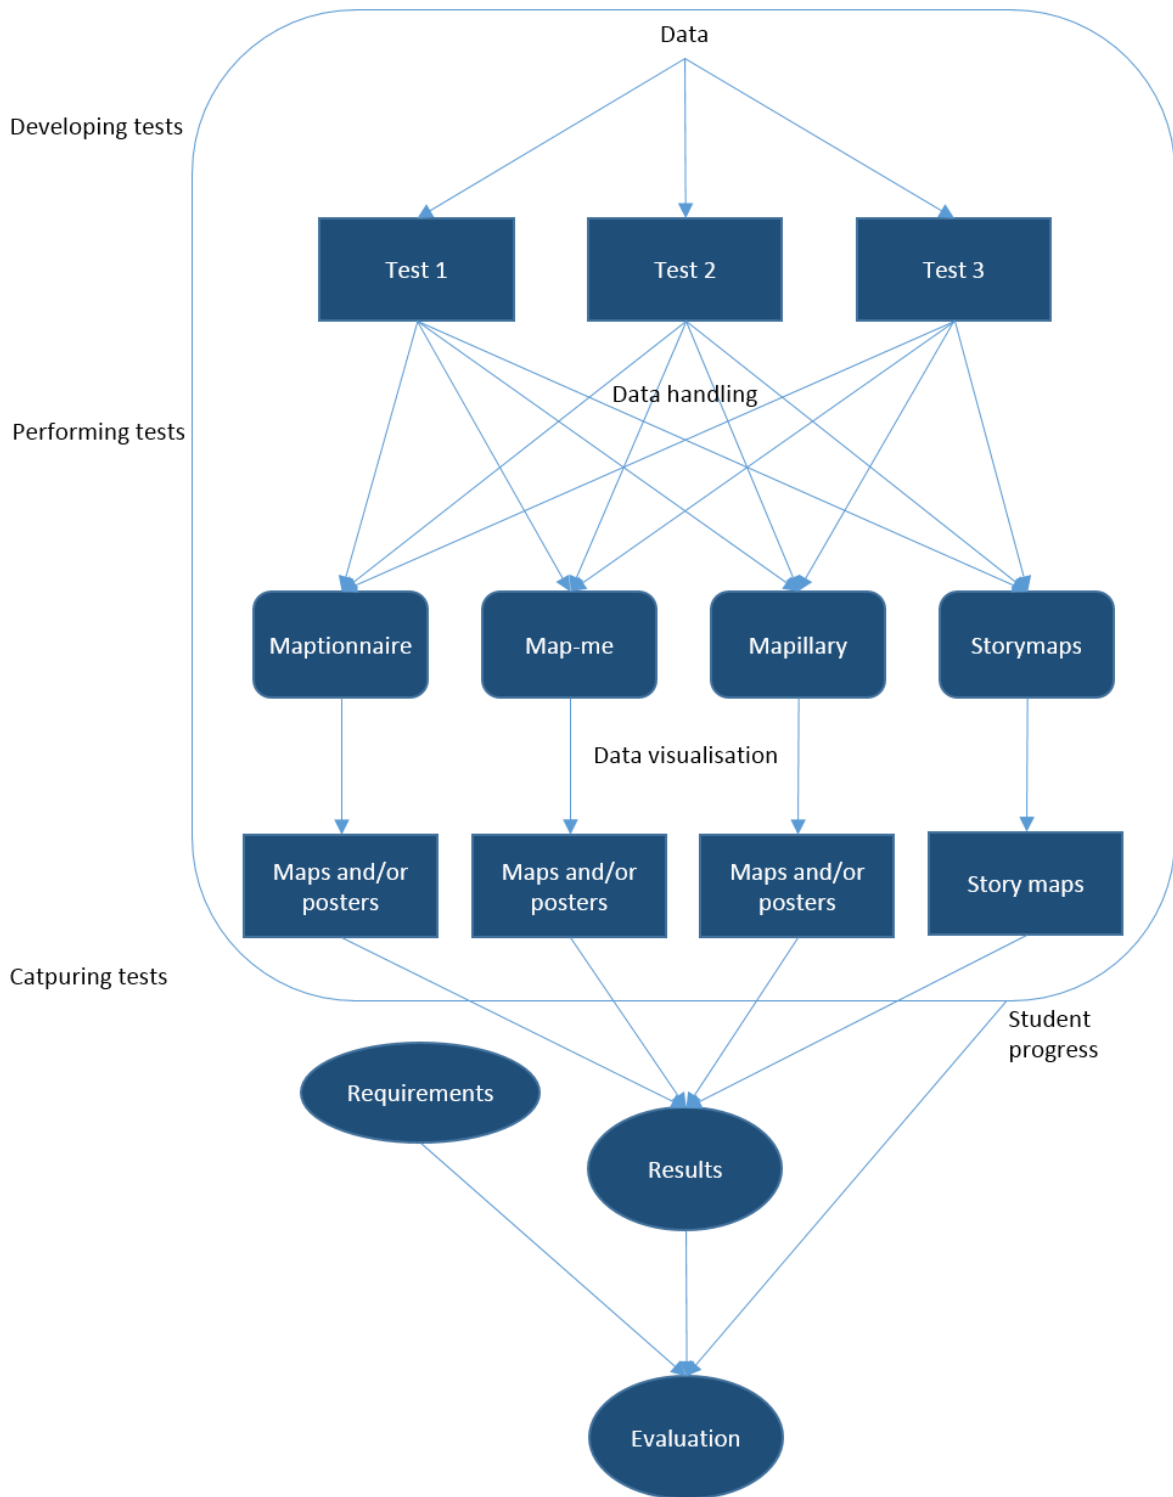 Data
Developing tests
Test 1
Test 2
Test 3
Data handling
Performing tests
Maptionnaire
Map-me
Mapillary
Storymaps
Data visualisation
Maps and/or
posters
Maps and/or
posters
Maps and/or
posters
Story maps
Catpuring tests
Student
progress
Requirements
Results
Evaluation